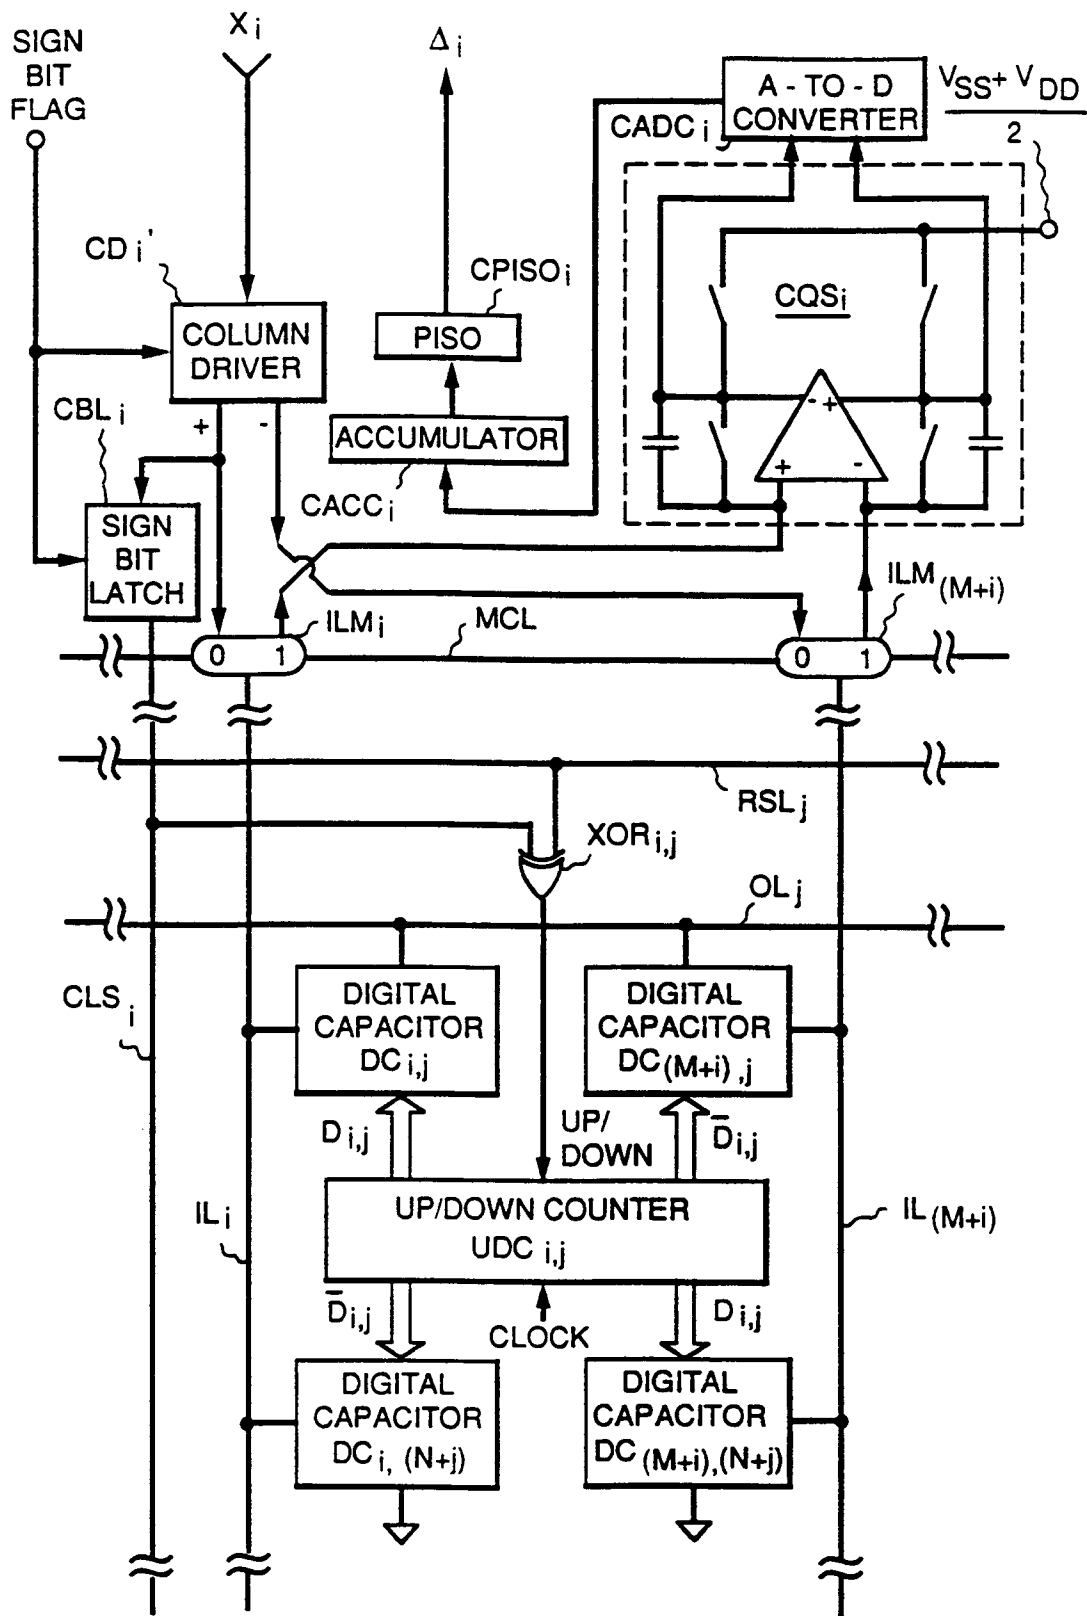 SIGN
BIT
FLAG
X i
Δ i
A - TO - D
CONVERTER
CADC i
V SS + V DD
2
CD i '
CPISO i
CQS i
COLUMN
DRIVER
PISO
CBL i
+
-
ACCUMULATOR
- +
+ -
CACC i
SIGN
BIT
LATCH
ILM i
MCL
ILM (M+i)
0 1
0 1
RSL j
XOR i,j
OL j
CLS i
DIGITAL
CAPACITOR
DC i,j
DIGITAL
CAPACITOR
DC (M+i) ,j
D i,j
UP/
DOWN
D̅ i,j
IL i
UP/DOWN COUNTER
UDC i,j
IL (M+i)
D̅ i,j
CLOCK
D i,j
DIGITAL
CAPACITOR
DC i, (N+j)
DIGITAL
CAPACITOR
DC (M+i),(N+j)